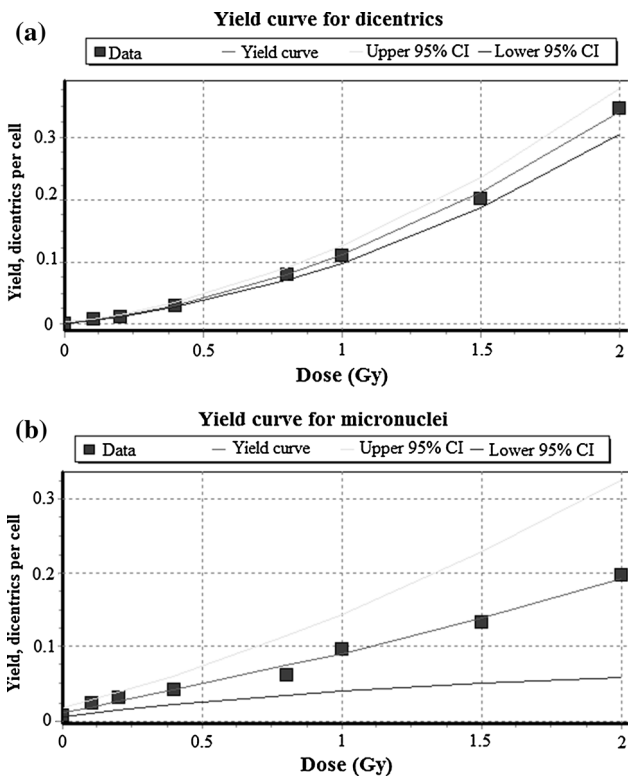 (a)
Yield curve for dicentrics
Data Yield curve Upper 95% CI Lower 95% CI
Yield, dicentrics per cell
0.3
0.2
0.1
0
0 0.5 1 1.5 2
Dose (Gy)
(b)
Yield curve for micronuclei
Data Yield curve Upper 95% CI Lower 95% CI
Yield, dicentrics per cell
0.3
0.2
0.1
0
0 0.5 1 1.5 2
Dose (Gy)